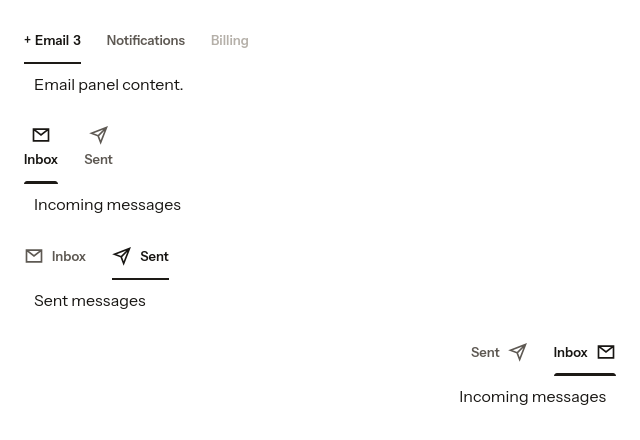 + Email 3 Notifications Billing
Email panel content.
Inbox Sent
Incoming messages
Inbox Sent
Sent messages
Sent Inbox
Incoming messages